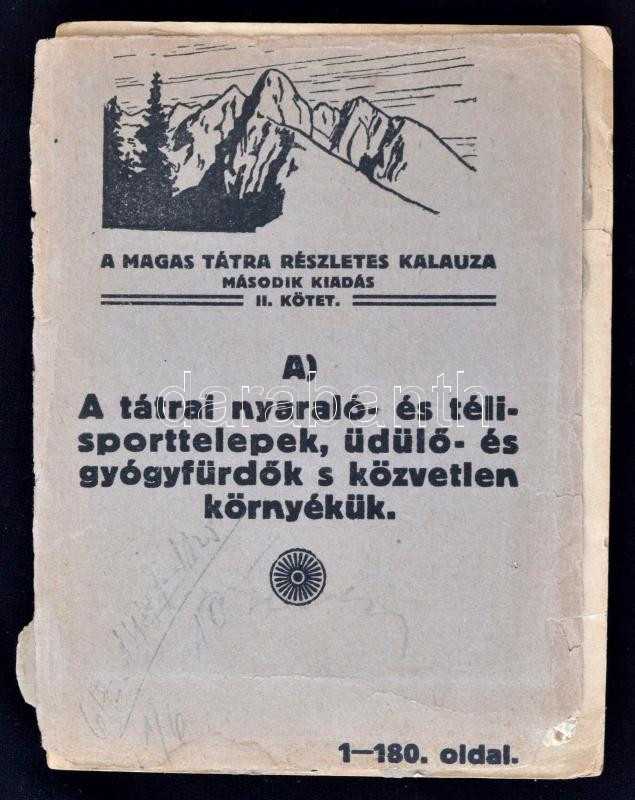 A MAGAS TÁTRA RÉSZLETES KALAUZA
MÁSODIK KIADÁS
II. KÖTET.
A)
A tátrai nyaraló- és téli-
sporttelepek, üdülő- és
gyógyfürdők s közvetlen
környékük.
darabanth
1—180. oldal.